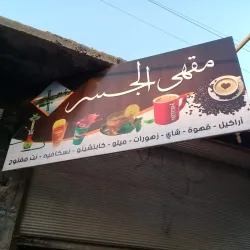 مقهى الجسر
أراكيل - قهوة - شاي - زهورات - ميلو - كابتشينو - نسكافيه - نت مفتوح